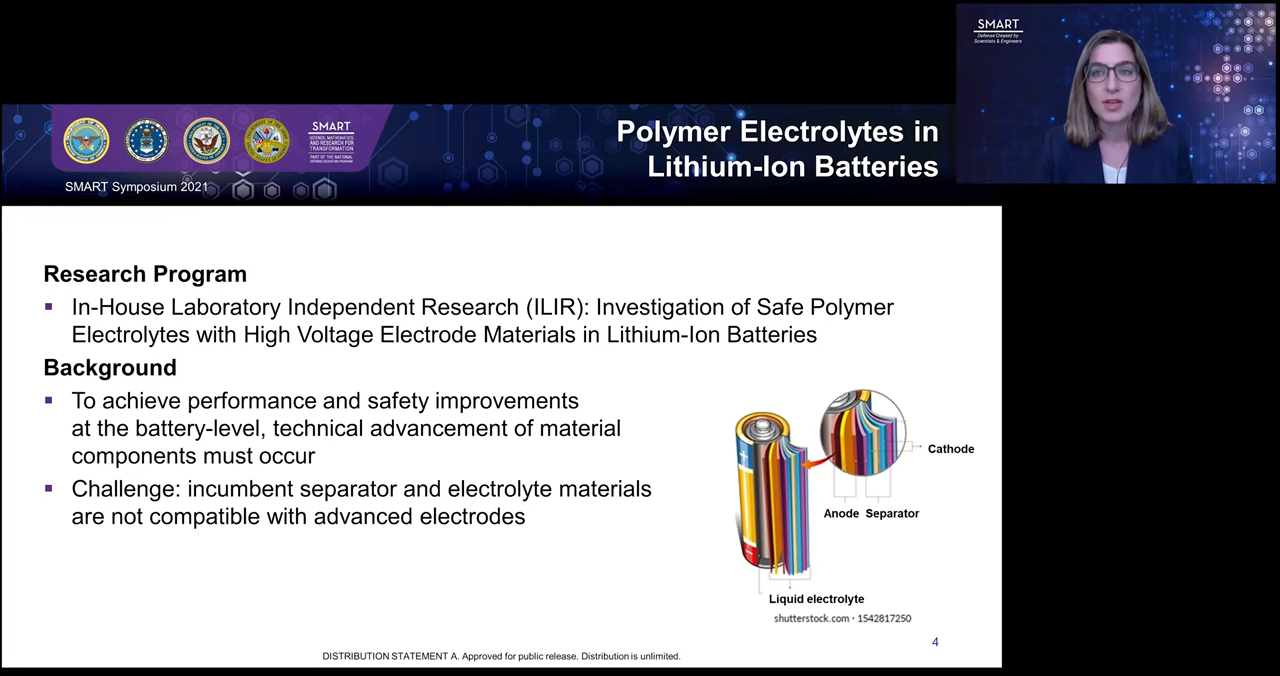 SMART
Defense Created by
Scientists & Engineers
SMART
SCIENCE, MATHEMATICS,
AND RESEARCH FOR
TRANSFORMATION
PART OF THE NATIONAL
DEFENSE EDUCATION PROGRAM
SMART Symposium 2021
Polymer Electrolytes in
Lithium-Ion Batteries
Research Program
▪ In-House Laboratory Independent Research (ILIR): Investigation of Safe Polymer
Electrolytes with High Voltage Electrode Materials in Lithium-Ion Batteries
Background
▪ To achieve performance and safety improvements
at the battery-level, technical advancement of material
components must occur
▪ Challenge: incumbent separator and electrolyte materials
are not compatible with advanced electrodes
Cathode
Anode Separator
Liquid electrolyte
shutterstock.com · 1542817250
4
DISTRIBUTION STATEMENT A. Approved for public release. Distribution is unlimited.